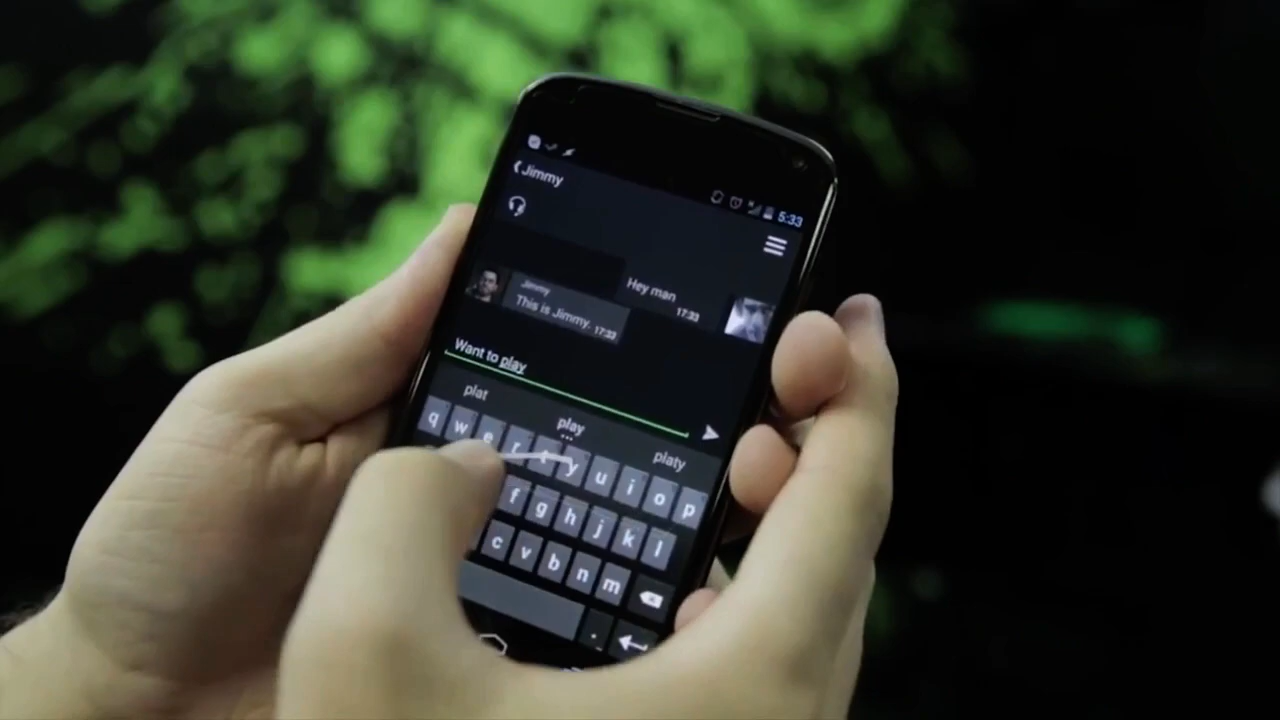 5:33
Jimmy
Hey man
17:33
Jimmy
This is Jimmy. 17:33
Want to play
plat play platy
q w e r t y u i o p
f g h j k l
c v b n m
.